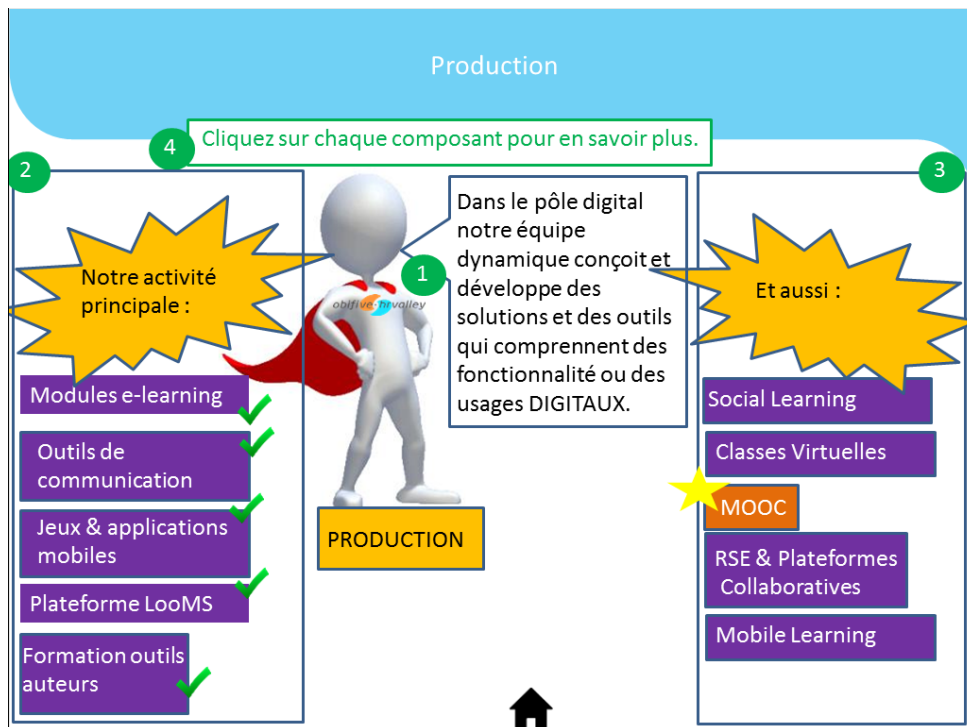 Production
4
Cliquez sur chaque composant pour en savoir plus.
2
Notre activité
principale :
Modules e-learning
Outils de
communication
Jeux & applications
mobiles
Plateforme LooMS
Formation outils
auteurs
obifive·hrvalley
PRODUCTION
1
Dans le pôle digital
notre équipe
dynamique conçoit et
développe des
solutions et des outils
qui comprennent des
fonctionnalité ou des
usages DIGITAUX.
3
Et aussi :
Social Learning
Classes Virtuelles
MOOC
RSE & Plateformes
Collaboratives
Mobile Learning